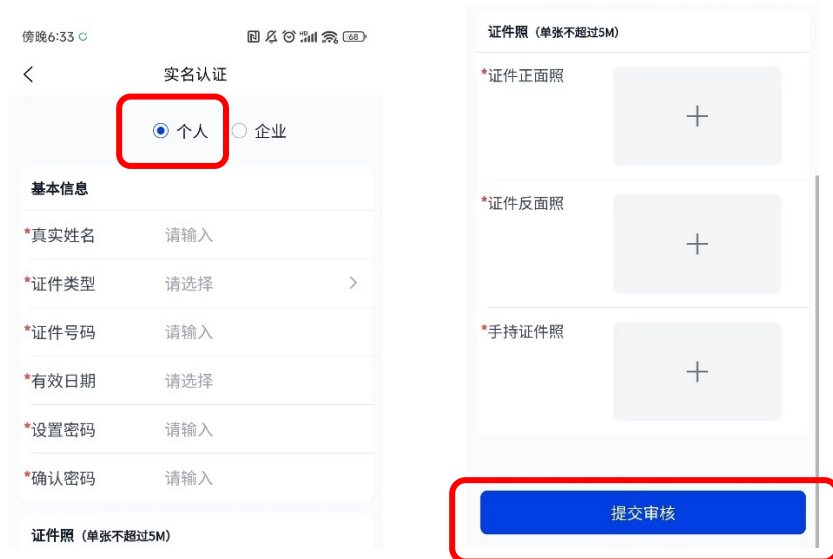 傍晚6:33
68
实名认证
个人 企业
基本信息
*真实姓名 请输入
*证件类型 请选择
*证件号码 请输入
*有效日期 请选择
*设置密码 请输入
*确认密码 请输入
证件照（单张不超过5M）
证件照（单张不超过5M）
*证件正面照
*证件反面照
*手持证件照
提交审核